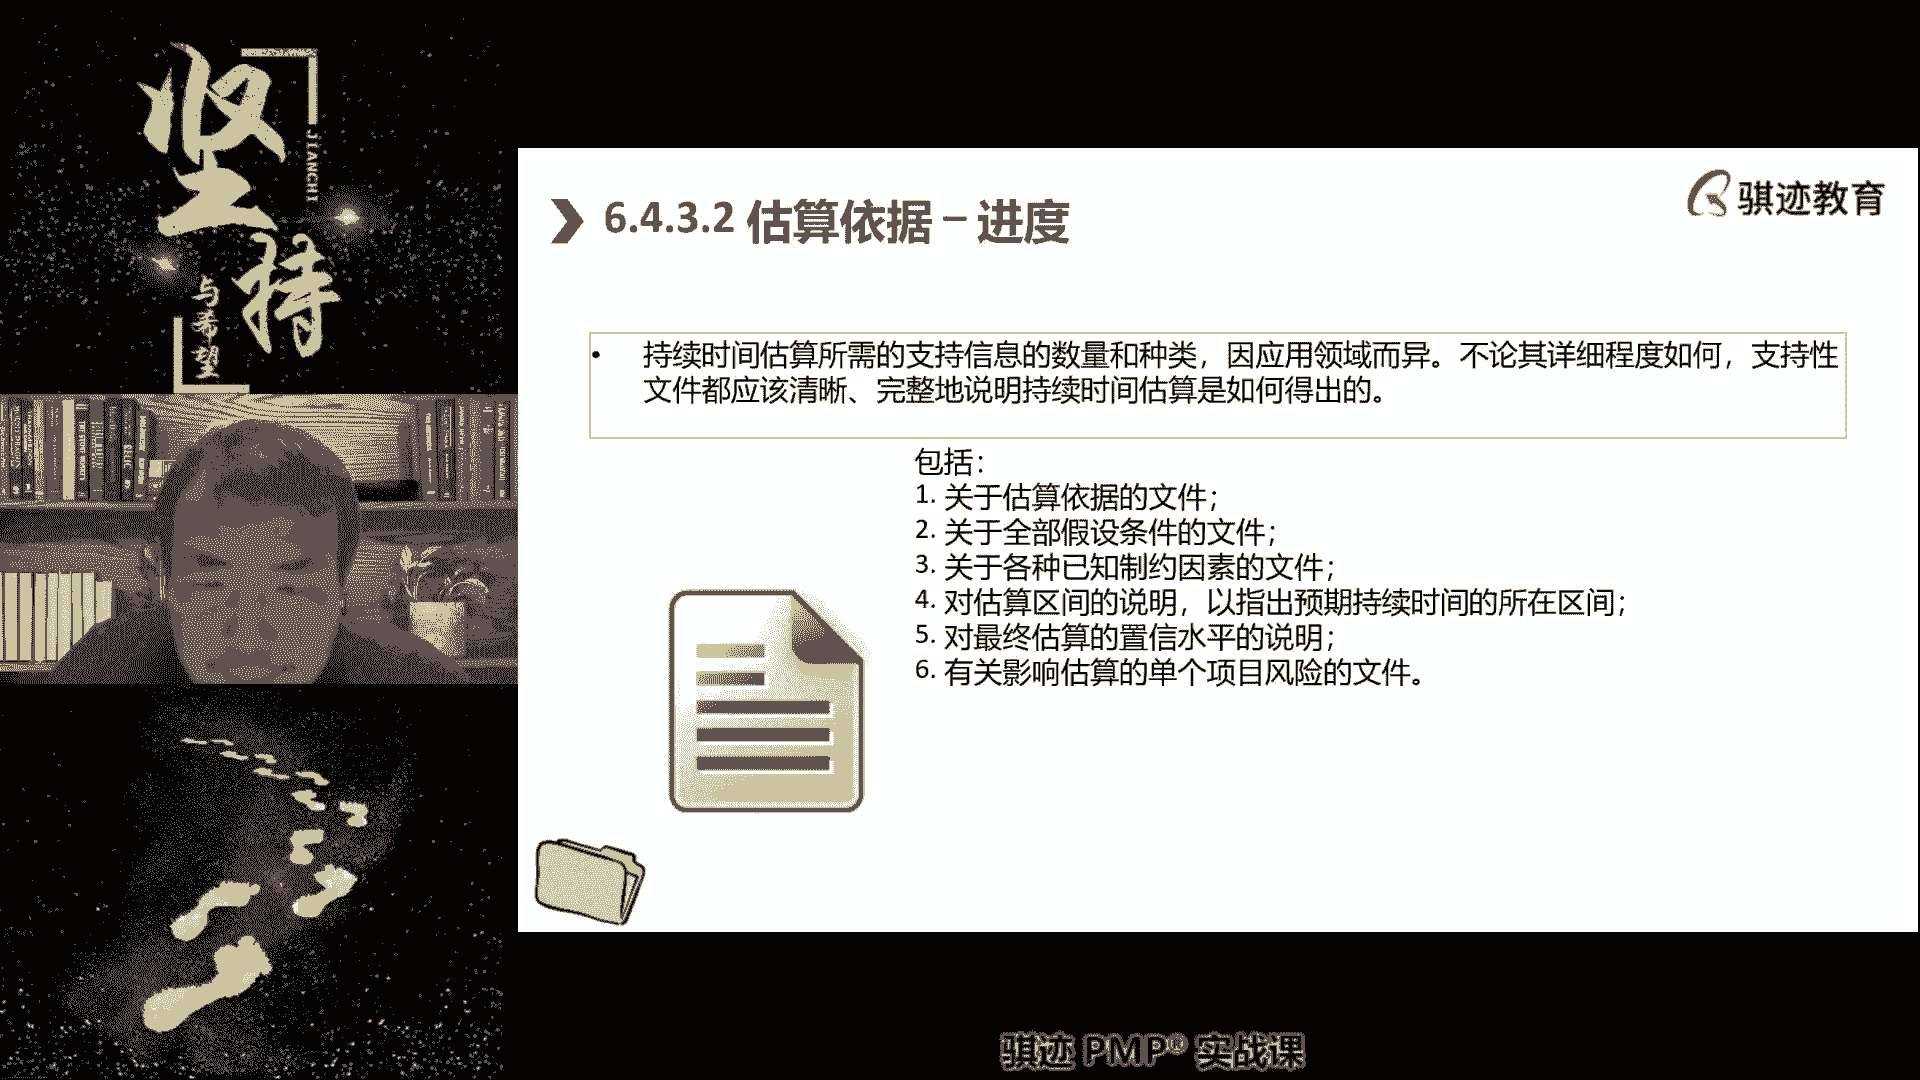 坚持
JIANCHI
与希望
骐迹教育
6.4.3.2 估算依据 – 进度
• 持续时间估算所需的支持信息的数量和种类，因应用领域而异。不论其详细程度如何，支持性
文件都应该清晰、完整地说明持续时间估算是如何得出的。
包括：
1. 关于估算依据的文件；
2. 关于全部假设条件的文件；
3. 关于各种已知制约因素的文件；
4. 对估算区间的说明，以指出预期持续时间的所在区间；
5. 对最终估算的置信水平的说明；
6. 有关影响估算的单个项目风险的文件。
骐迹 PMP® 实战课